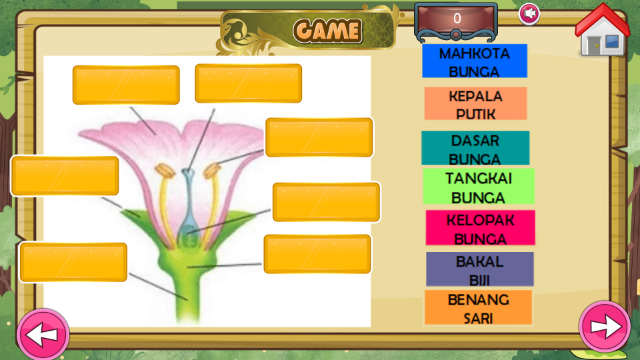 GAME
0
MAHKOTA
BUNGA
KEPALA
PUTIK
DASAR
BUNGA
TANGKAI
BUNGA
KELOPAK
BUNGA
BAKAL
BIJI
BENANG
SARI